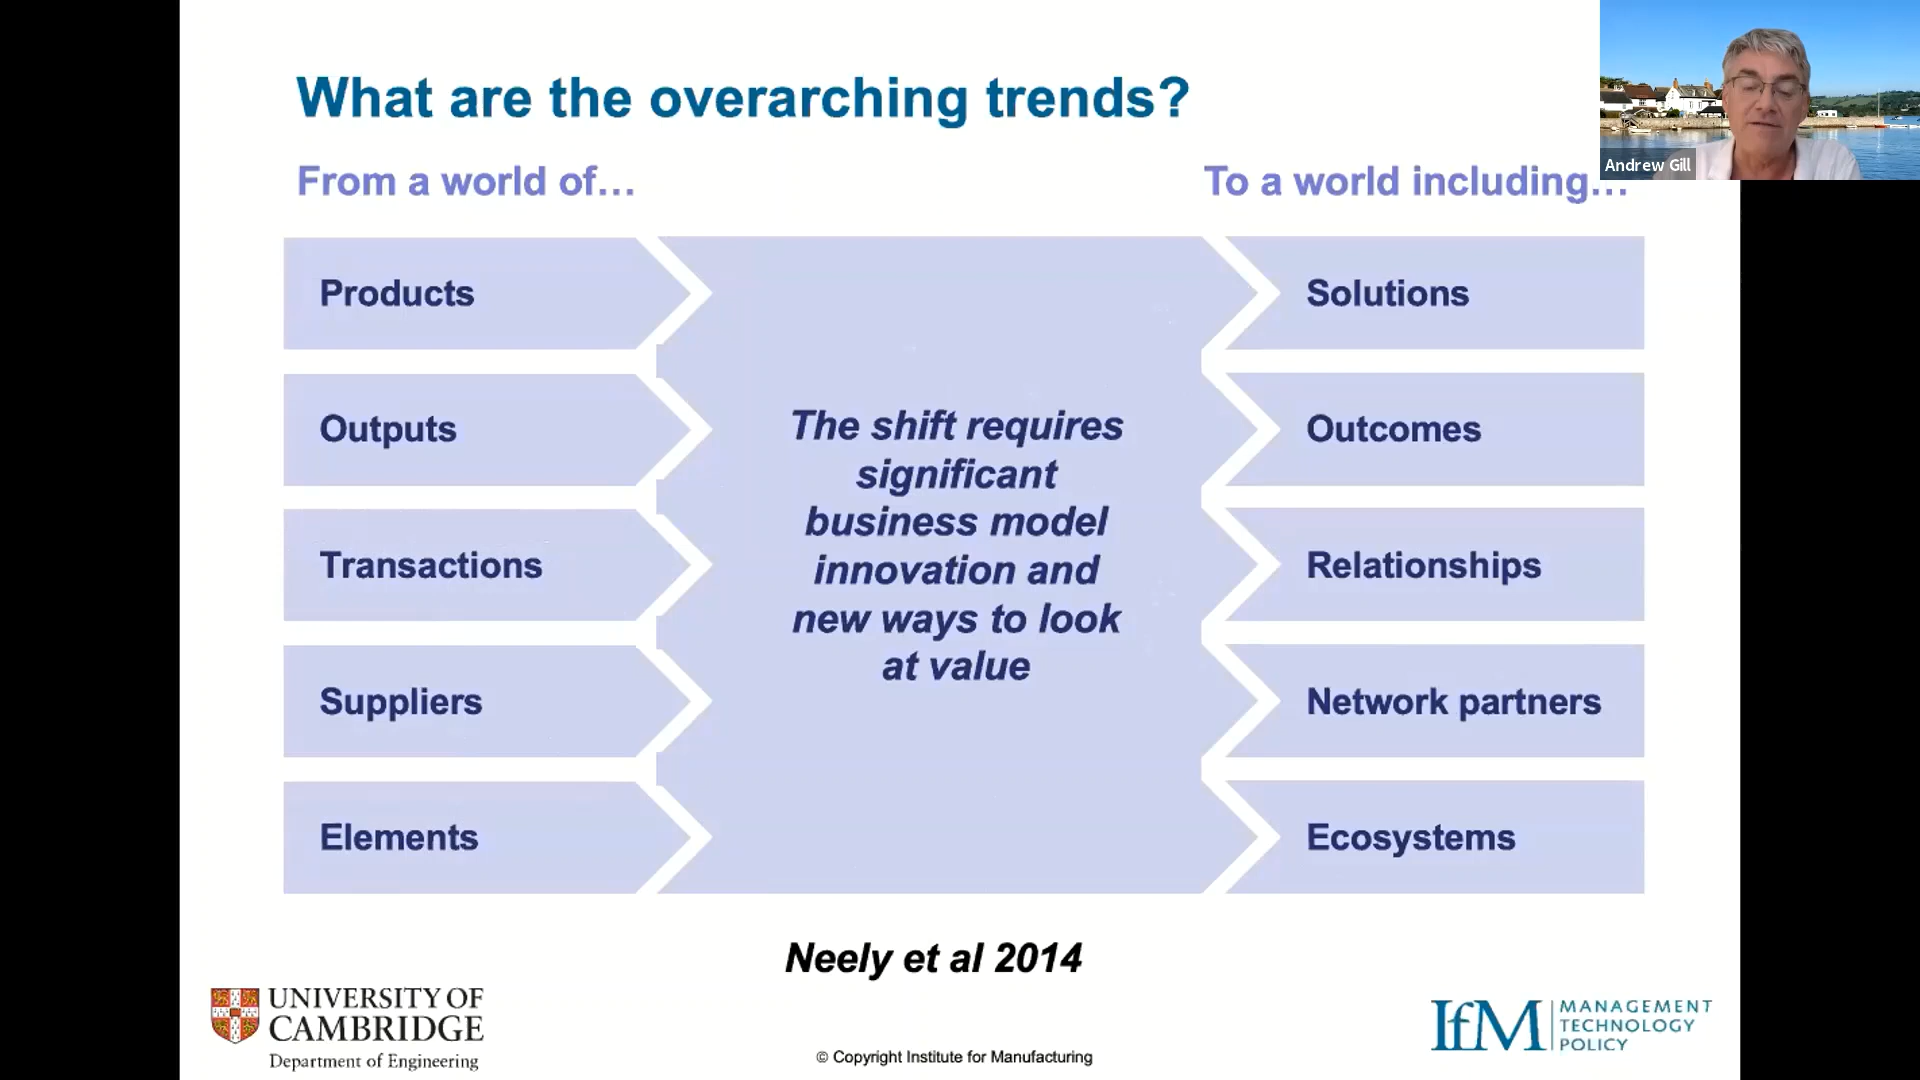 What are the overarching trends?
From a world of...
To a world including...
Andrew Gill
Products
Solutions
Outputs
Outcomes
Transactions
Relationships
Suppliers
Network partners
Elements
Ecosystems
The shift requires
significant
business model
innovation and
new ways to look
at value
Neely et al 2014
UNIVERSITY OF
CAMBRIDGE
Department of Engineering
© Copyright Institute for Manufacturing
IfM
MANAGEMENT
TECHNOLOGY
POLICY